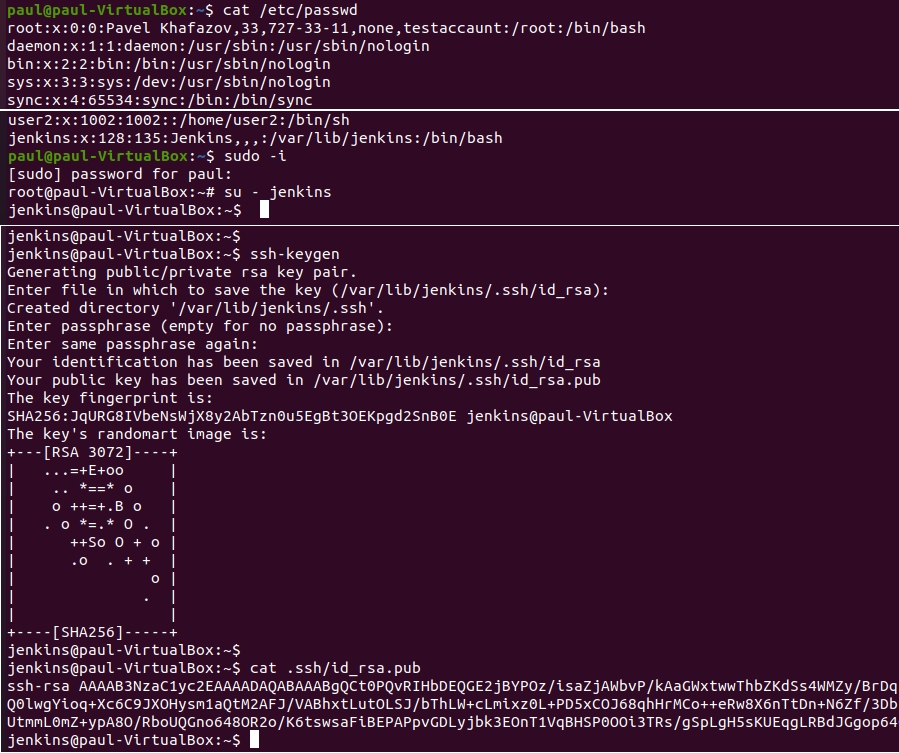 paul@paul-VirtualBox:~$ cat /etc/passwd
root:x:0:0:Pavel Khafazov,33,727-33-11,none,testaccaunt:/root:/bin/bash
daemon:x:1:1:daemon:/usr/sbin:/usr/sbin/nologin
bin:x:2:2:bin:/bin:/usr/sbin/nologin
sys:x:3:3:sys:/dev:/usr/sbin/nologin
sync:x:4:65534:sync:/bin:/bin/sync
user2:x:1002:1002::/home/user2:/bin/sh
jenkins:x:128:135:Jenkins,,,:/var/lib/jenkins:/bin/bash
paul@paul-VirtualBox:~$ sudo -i
[sudo] password for paul:
root@paul-VirtualBox:~# su - jenkins
jenkins@paul-VirtualBox:~$
jenkins@paul-VirtualBox:~$
jenkins@paul-VirtualBox:~$ ssh-keygen
Generating public/private rsa key pair.
Enter file in which to save the key (/var/lib/jenkins/.ssh/id_rsa):
Created directory '/var/lib/jenkins/.ssh'.
Enter passphrase (empty for no passphrase):
Enter same passphrase again:
Your identification has been saved in /var/lib/jenkins/.ssh/id_rsa
Your public key has been saved in /var/lib/jenkins/.ssh/id_rsa.pub
The key fingerprint is:
SHA256:JqURG8IVbeNsWjX8y2AbTzn0u5EgBt3OEKpgd2SnB0E jenkins@paul-VirtualBox
The key's randomart image is:
+---[RSA 3072]----+
|   ...=+E+oo     |
|    .. *==* o    |
|    o ++=+.B o   |
|   . o *=.* O .  |
|      ++So O + o |
|      .o  . + +  |
|               o |
|              .  |
|                 |
+----[SHA256]-----+
jenkins@paul-VirtualBox:~$
jenkins@paul-VirtualBox:~$ cat .ssh/id_rsa.pub
ssh-rsa AAAAB3NzaC1yc2EAAAADAQABAAABgQCt0PQvRIHbDEQGE2jBYPOz/isaZjAWbvP/kAaGWxtwwThbZKdSs4WMZy/BrDq
Q0lwgYioq+Xc6C9JXOHysm1aQtM2AFJ/VABhxtLutOLSJ/bThLW+cLmixz0L+PD5xCOJ68qhHrMCo++eRw8X6nTtDn+N6Zf/3Db
UtmmL0mZ+ypA8O/RboUQGno648OR2o/K6tswsaFiBEPAPpvGDLyjbk3EOnT1VqBHSP0OOi3TRs/gSpLgH5sKUEqgLRBdJGgop64
jenkins@paul-VirtualBox:~$